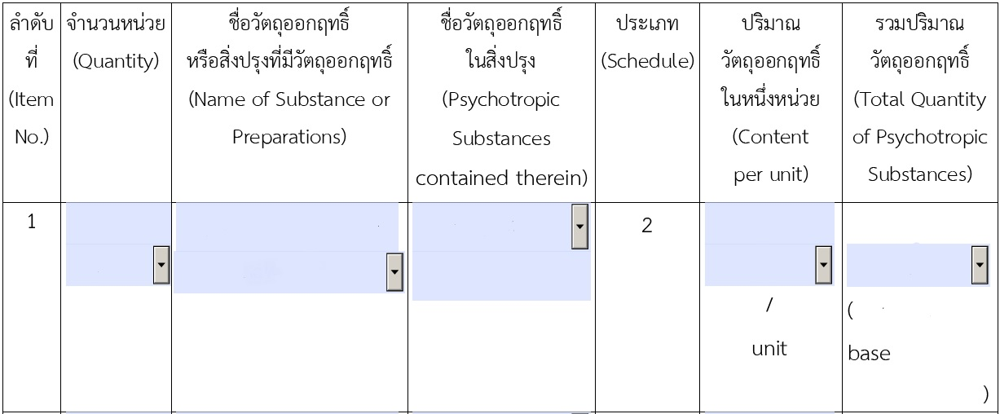 ลำดับ
ที่
(Item
No.)
จำนวนหน่วย
(Quantity)
ชื่อวัตถุออกฤทธิ์
หรือสิ่งปรุงที่มีวัตถุออกฤทธิ์
(Name of Substance or
Preparations)
ชื่อวัตถุออกฤทธิ์
ในสิ่งปรุง
(Psychotropic
Substances
contained therein)
ประเภท
(Schedule)
ปริมาณ
วัตถุออกฤทธิ์
ในหนึ่งหน่วย
(Content
per unit)
รวมปริมาณ
วัตถุออกฤทธิ์
(Total Quantity
of Psychotropic
Substances)
1
2
/
unit
(
base
)